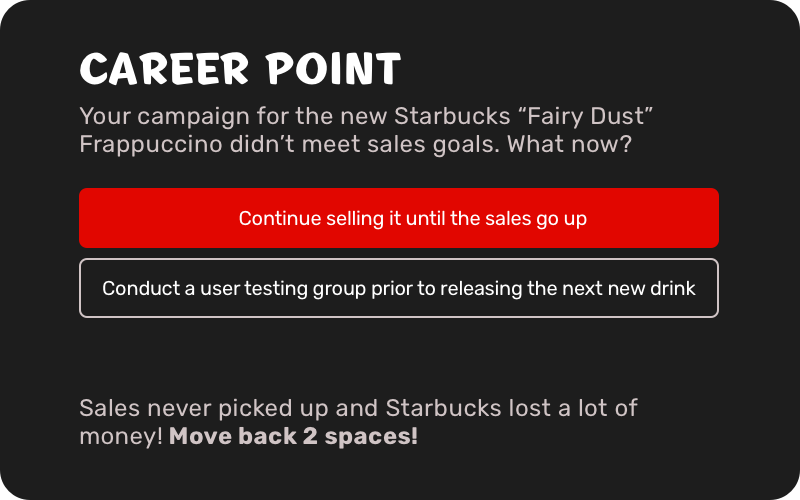 CAREER POINT
Your campaign for the new Starbucks “Fairy Dust”
Frappuccino didn’t meet sales goals. What now?
Continue selling it until the sales go up
Conduct a user testing group prior to releasing the next new drink
Sales never picked up and Starbucks lost a lot of
money! Move back 2 spaces!